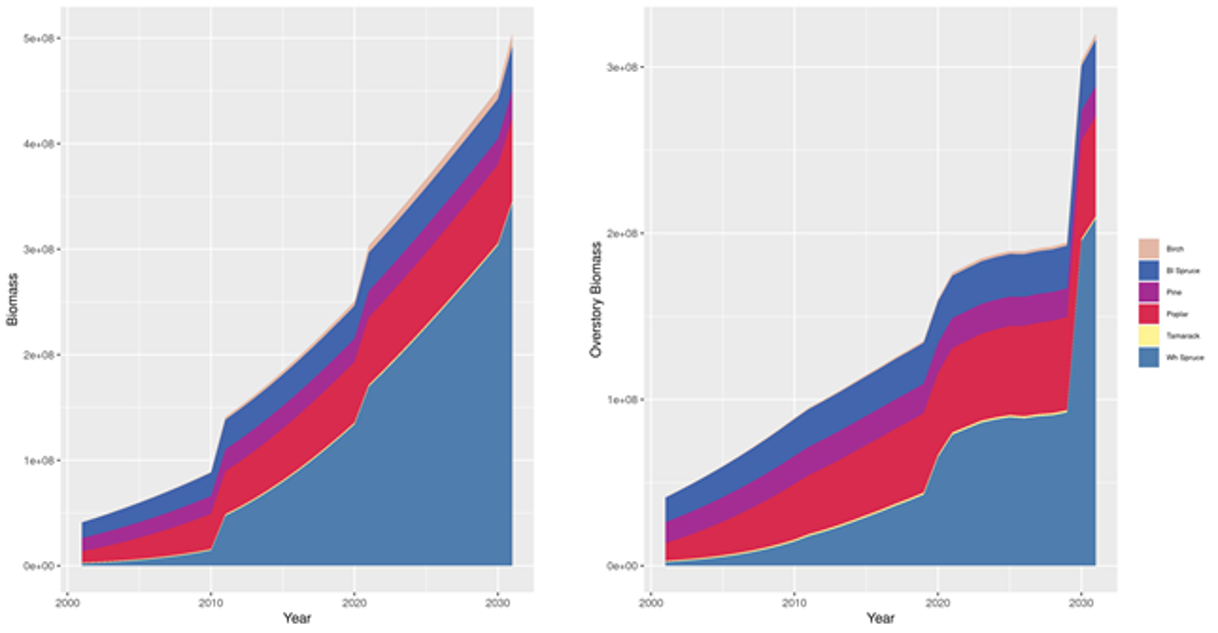 Biomass
5e+08
4e+08
3e+08
2e+08
1e+08
0e+00
2000 2010 2020 2030
Year
Overstory Biomass
3e+08
2e+08
1e+08
0e+00
2000 2010 2020 2030
Year
Birch
Bl Spruce
Pine
Poplar
Tamarack
Wh Spruce